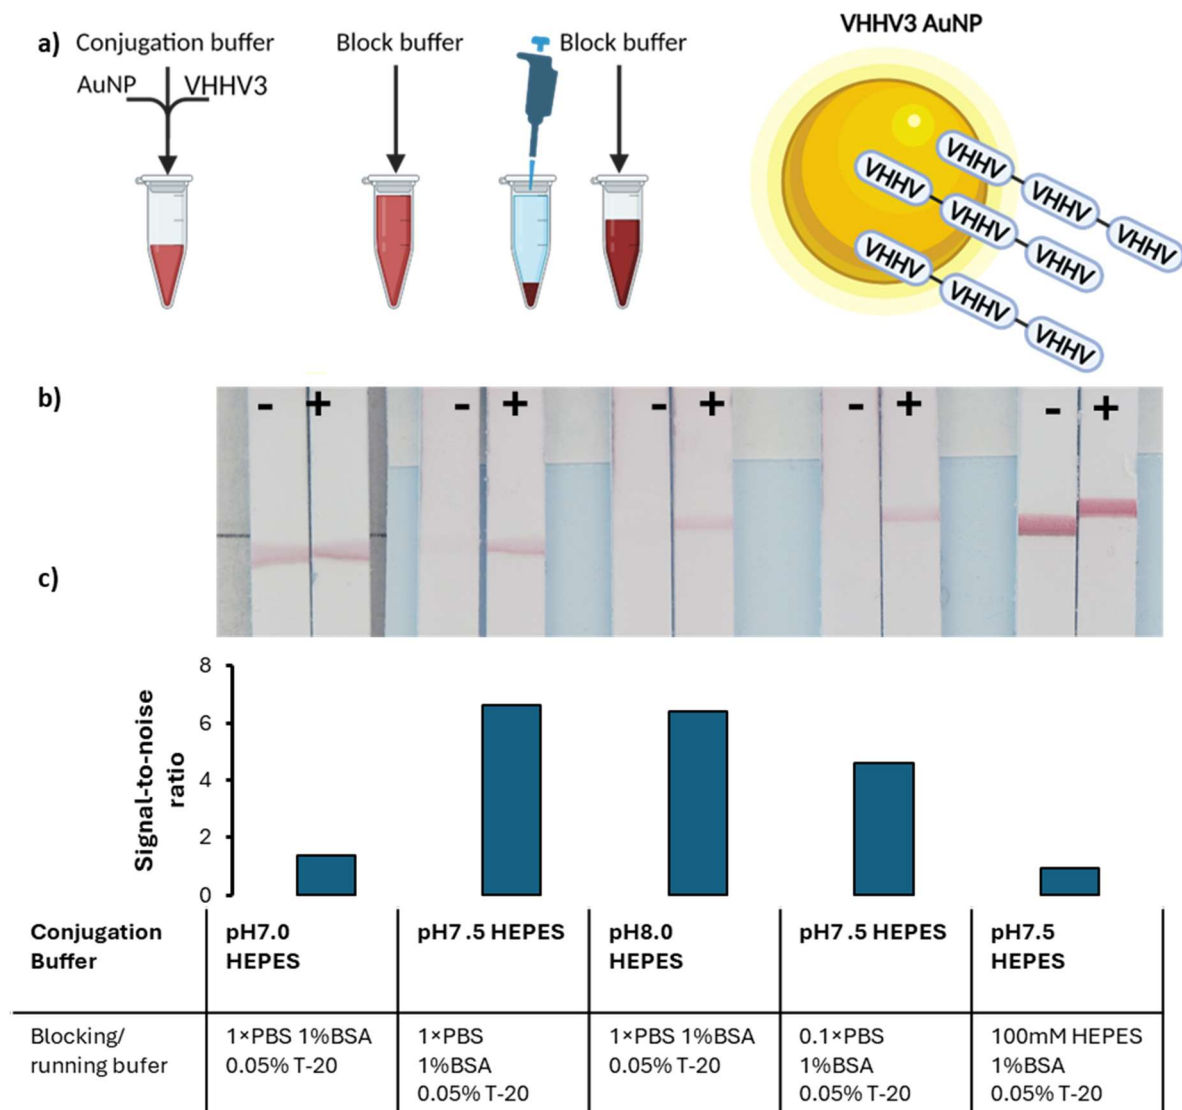 a)
Conjugation buffer
AuNP
VHHV3
Block buffer
Block buffer
VHHV3 AuNP
VHHV
VHHV
VHHV
VHHV
VHHV
VHHV
VHHV
VHHV
VHHV
b)
- +
- +
- +
- +
- +
c)
Signal-to-noise
ratio
8
6
4
2
0
Conjugation
Buffer
pH7.0
HEPES
pH7.5 HEPES
pH8.0
HEPES
pH7.5 HEPES
pH7.5
HEPES
Blocking/
running bufer
1×PBS 1%BSA
0.05% T-20
1×PBS
1%BSA
0.05% T-20
1×PBS 1%BSA
0.05% T-20
0.1×PBS
1%BSA
0.05% T-20
100mM HEPES
1%BSA
0.05% T-20